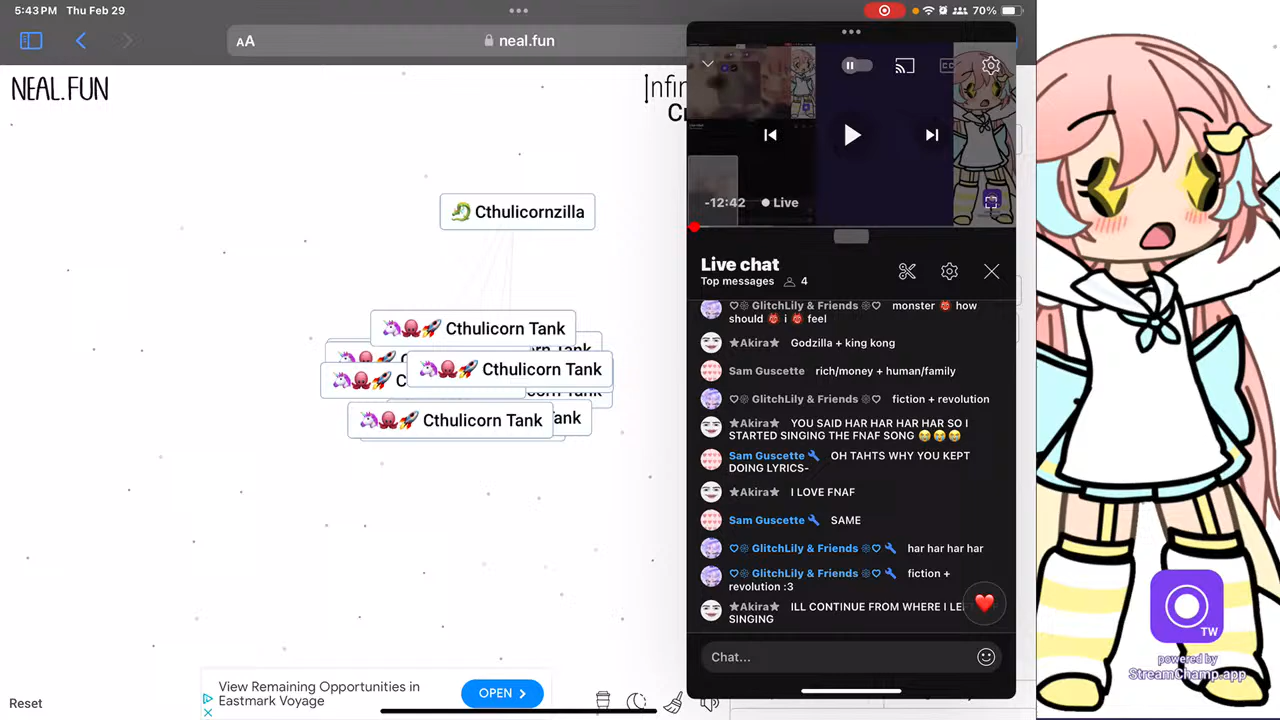 5:43 PM Thu Feb 29
70%
AA
neal.fun
NEAL.FUN
Cthulicornzilla
Cthulicorn Tank
Cthulicorn Tank
Cthulicorn Tank
-12:42
Live
Live chat
Top messages 4
♡❀ GlitchLily & Friends ❀♡ monster 👹 how
should 👹 i 👹 feel
★Akira★ Godzilla + king kong
Sam Guscette rich/money + human/family
♡❀ GlitchLily & Friends ❀♡ fiction + revolution
★Akira★ YOU SAID HAR HAR HAR HAR SO I
STARTED SINGING THE FNAF SONG 😭😭😭
Sam Guscette OH TAHTS WHY YOU KEPT
DOING LYRICS-
★Akira★ I LOVE FNAF
Sam Guscette SAME
♡❀ GlitchLily & Friends ❀♡ har har har har
♡❀ GlitchLily & Friends ❀♡ fiction +
revolution :3
★Akira★ ILL CONTINUE FROM WHERE I
SINGING
Chat...
View Remaining Opportunities in
Eastmark Voyage
OPEN
Reset
TW
powered by
StreamChamp.app